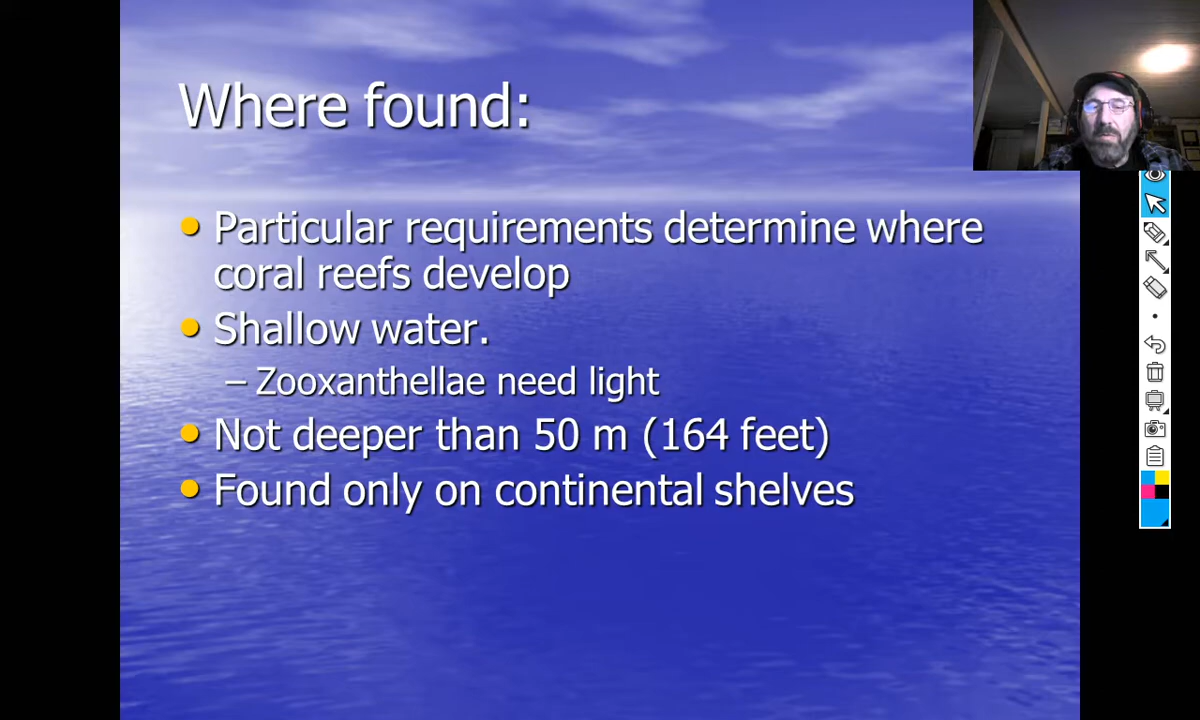 Where found:
Particular requirements determine where
coral reefs develop
Shallow water.
– Zooxanthellae need light
Not deeper than 50 m (164 feet)
Found only on continental shelves